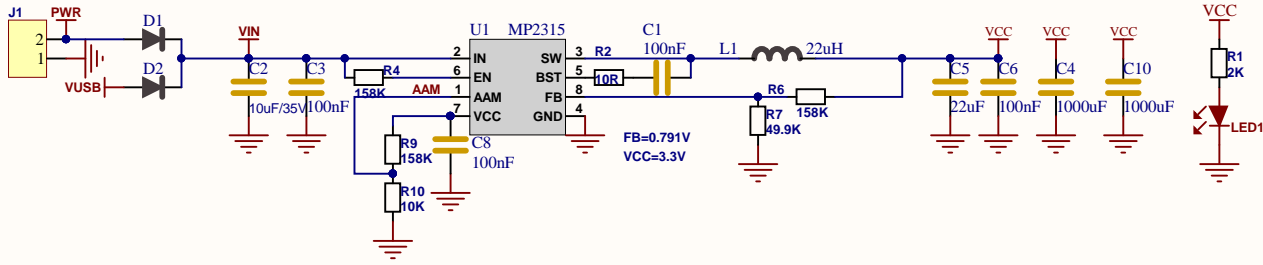 J1
PWR
2
1
VUSB
D1
D2
VIN
C2
10uF/35V
C3
100nF
R4
158K
AAM
U1 MP2315
2 IN
6 EN
1 AAM
7 VCC
SW 3
BST 5
FB 8
GND 4
R9
158K
R10
10K
C8
100nF
R2
10R
C1
100nF
L1 22uH
R6
158K
R7
49.9K
FB=0.791V
VCC=3.3V
C5
22uF
VCC
C6
100nF
VCC
C4
1000uF
VCC
C10
1000uF
VCC
R1
2K
LED1